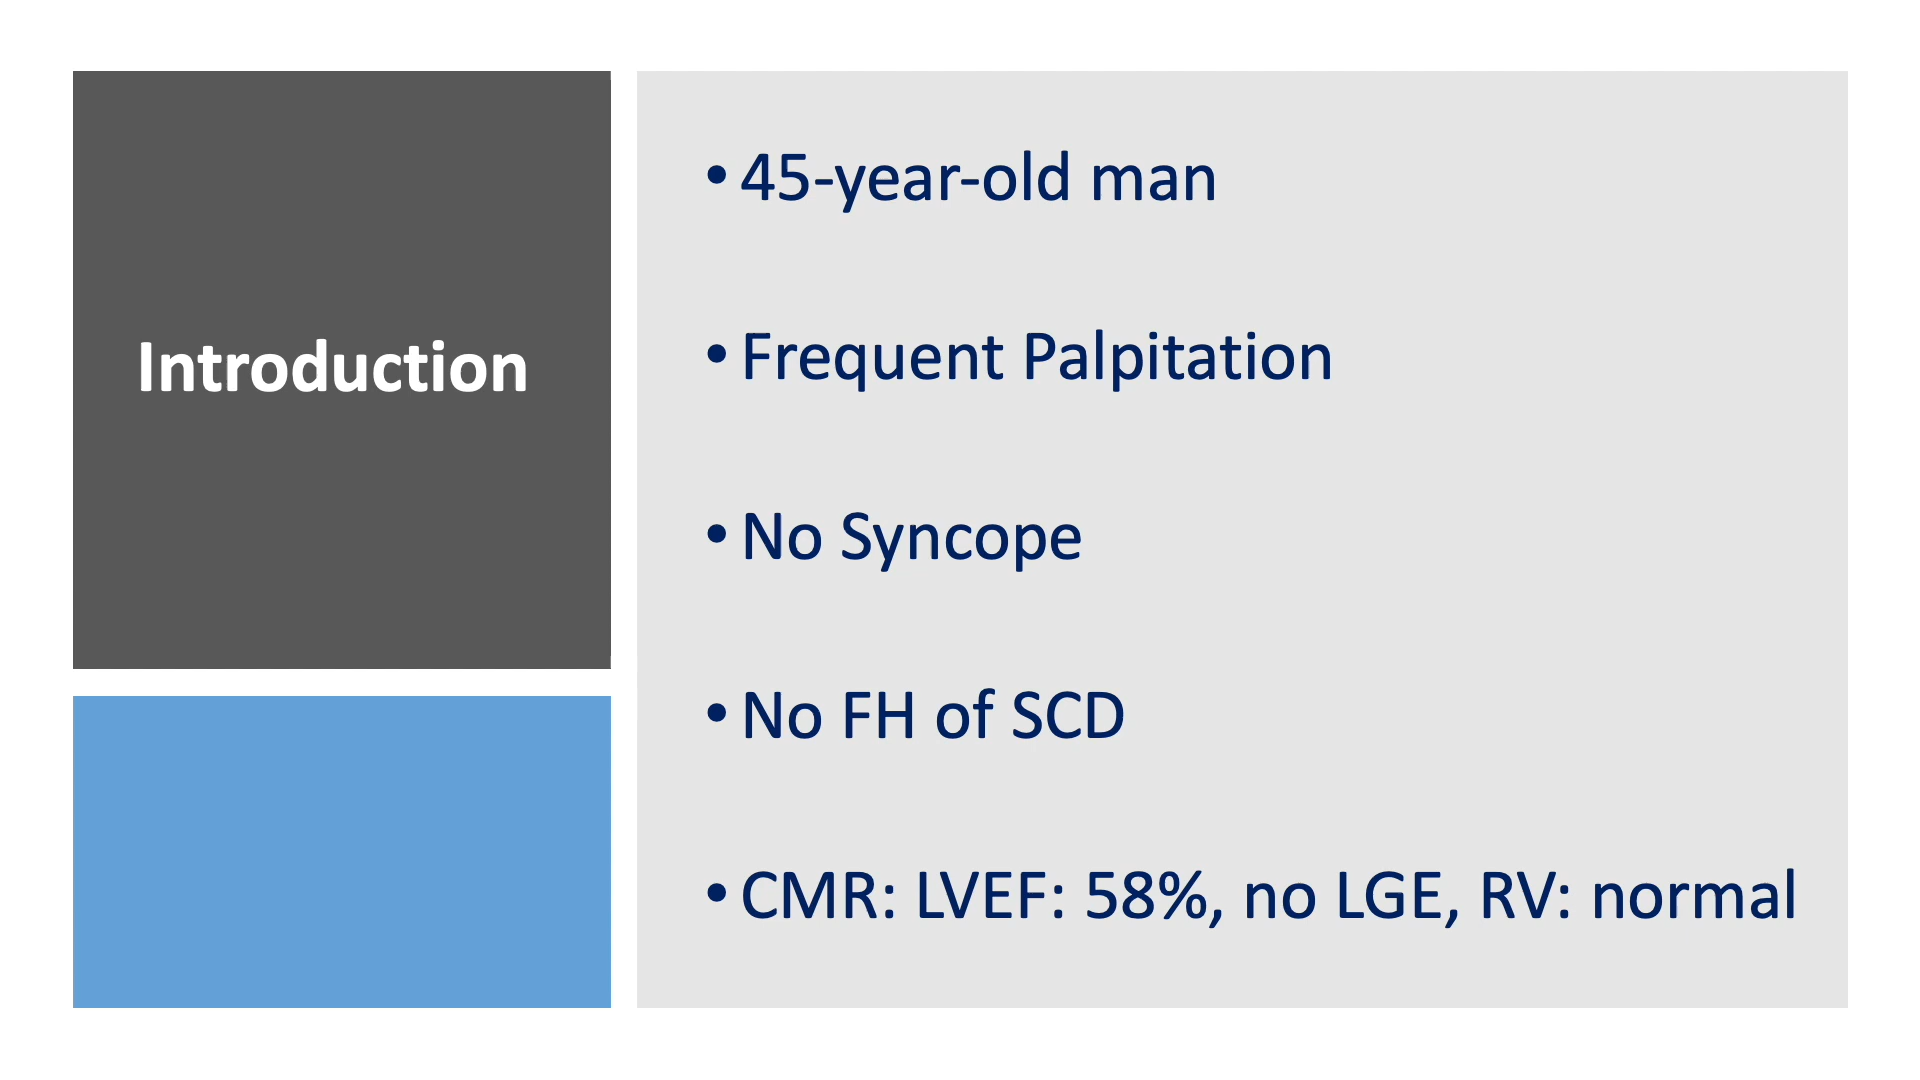 Introduction
• 45-year-old man
• Frequent Palpitation
• No Syncope
• No FH of SCD
• CMR: LVEF: 58%, no LGE, RV: normal